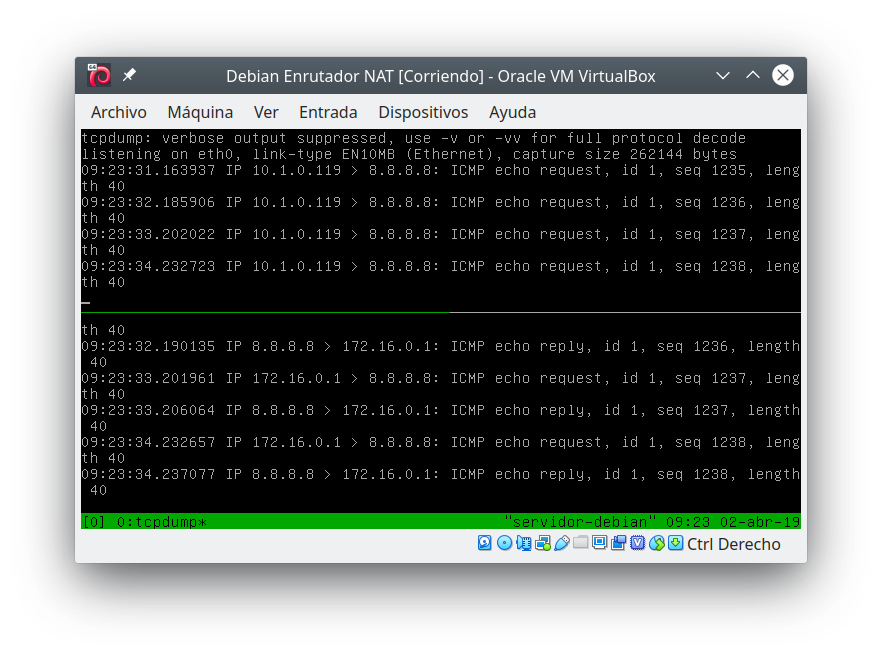 Debian Enrutador NAT [Corriendo] - Oracle VM VirtualBox
Archivo Máquina Ver Entrada Dispositivos Ayuda
tcpdump: verbose output suppressed, use -v or -vv for full protocol decode
listening on eth0, link-type EN10MB (Ethernet), capture size 262144 bytes
09:23:31.163937 IP 10.1.0.119 > 8.8.8.8: ICMP echo request, id 1, seq 1235, leng
th 40
09:23:32.185906 IP 10.1.0.119 > 8.8.8.8: ICMP echo request, id 1, seq 1236, leng
th 40
09:23:33.202022 IP 10.1.0.119 > 8.8.8.8: ICMP echo request, id 1, seq 1237, leng
th 40
09:23:34.232723 IP 10.1.0.119 > 8.8.8.8: ICMP echo request, id 1, seq 1238, leng
th 40
th 40
09:23:32.190135 IP 8.8.8.8 > 172.16.0.1: ICMP echo reply, id 1, seq 1236, length
 40
09:23:33.201961 IP 172.16.0.1 > 8.8.8.8: ICMP echo request, id 1, seq 1237, leng
th 40
09:23:33.206064 IP 8.8.8.8 > 172.16.0.1: ICMP echo reply, id 1, seq 1237, length
 40
09:23:34.232657 IP 172.16.0.1 > 8.8.8.8: ICMP echo request, id 1, seq 1238, leng
th 40
09:23:34.237077 IP 8.8.8.8 > 172.16.0.1: ICMP echo reply, id 1, seq 1238, length
 40
[0] 0:tcpdump* "servidor-debian" 09:23 02-abr-19
Ctrl Derecho